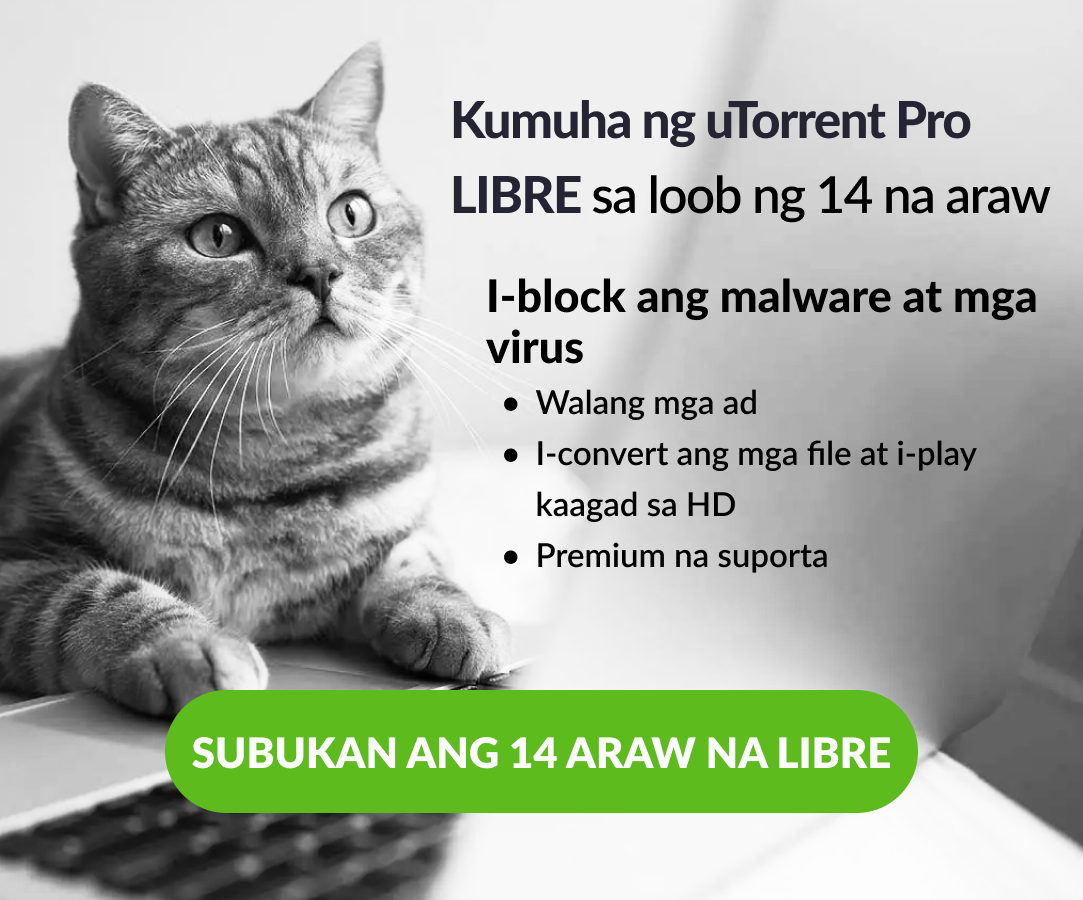 Kumuha ng uTorrent Pro
LIBRE sa loob ng 14 na araw
I-block ang malware at mga
virus
• Walang mga ad
• I-convert ang mga file at i-play
kaagad sa HD
• Premium na suporta
SUBUKAN ANG 14 ARAW NA LIBRE